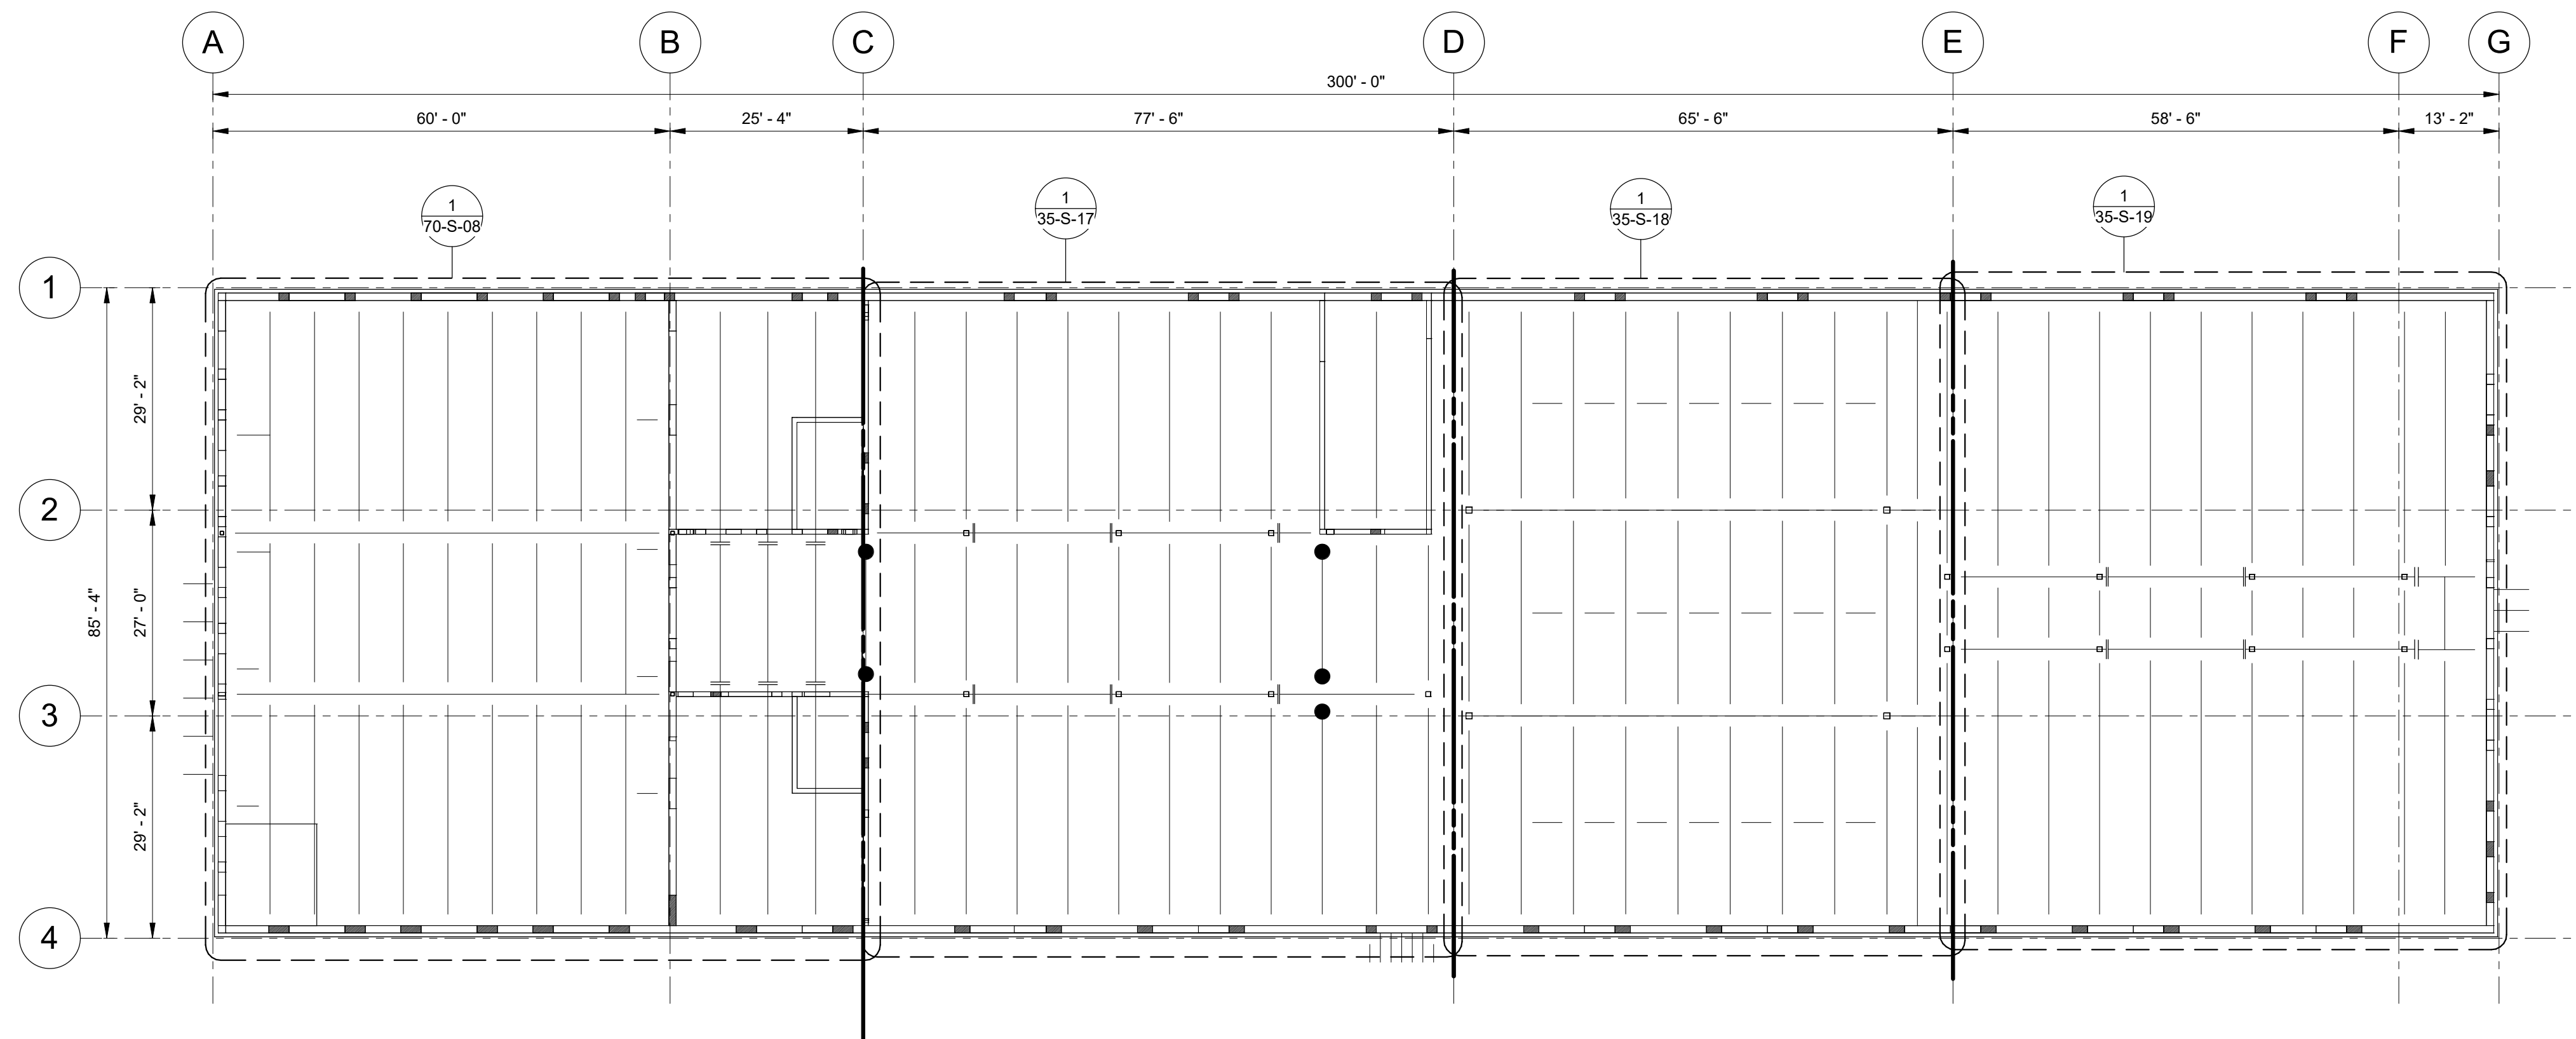 A B C D E F G
300' - 0"
60' - 0" 25' - 4" 77' - 6" 65' - 6" 58' - 6" 13' - 2"
1
70-S-08
1
35-S-17
1
35-S-18
1
35-S-19
1
29' - 2"
2
85' - 4"
27' - 0"
3
29' - 2"
4